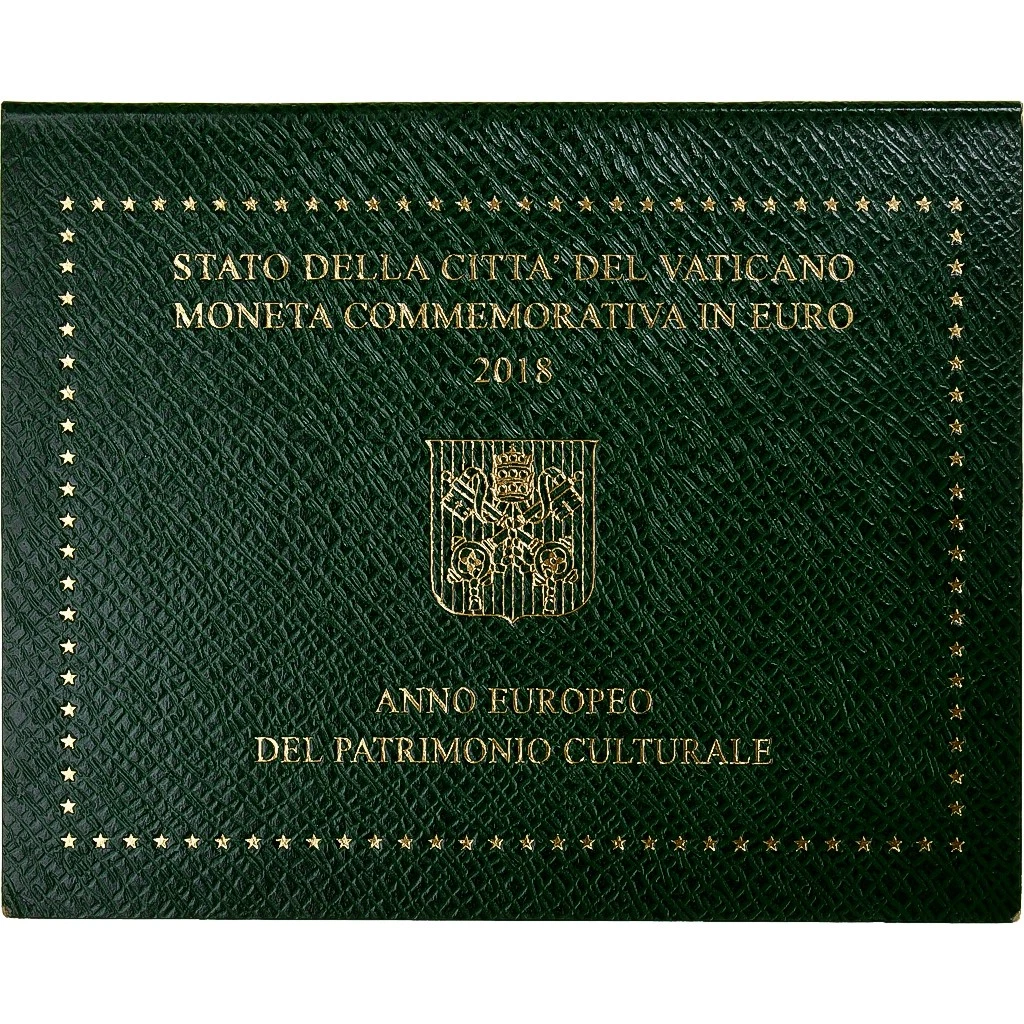 STATO DELLA CITTA' DEL VATICANO
MONETA COMMEMORATIVA IN EURO
2018
ANNO EUROPEO
DEL PATRIMONIO CULTURALE